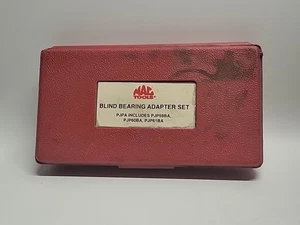 MAC
TOOLS
BLIND BEARING ADAPTER SET
PJPA INCLUDES PJP59BA,
PJP60BA, PJP61BA